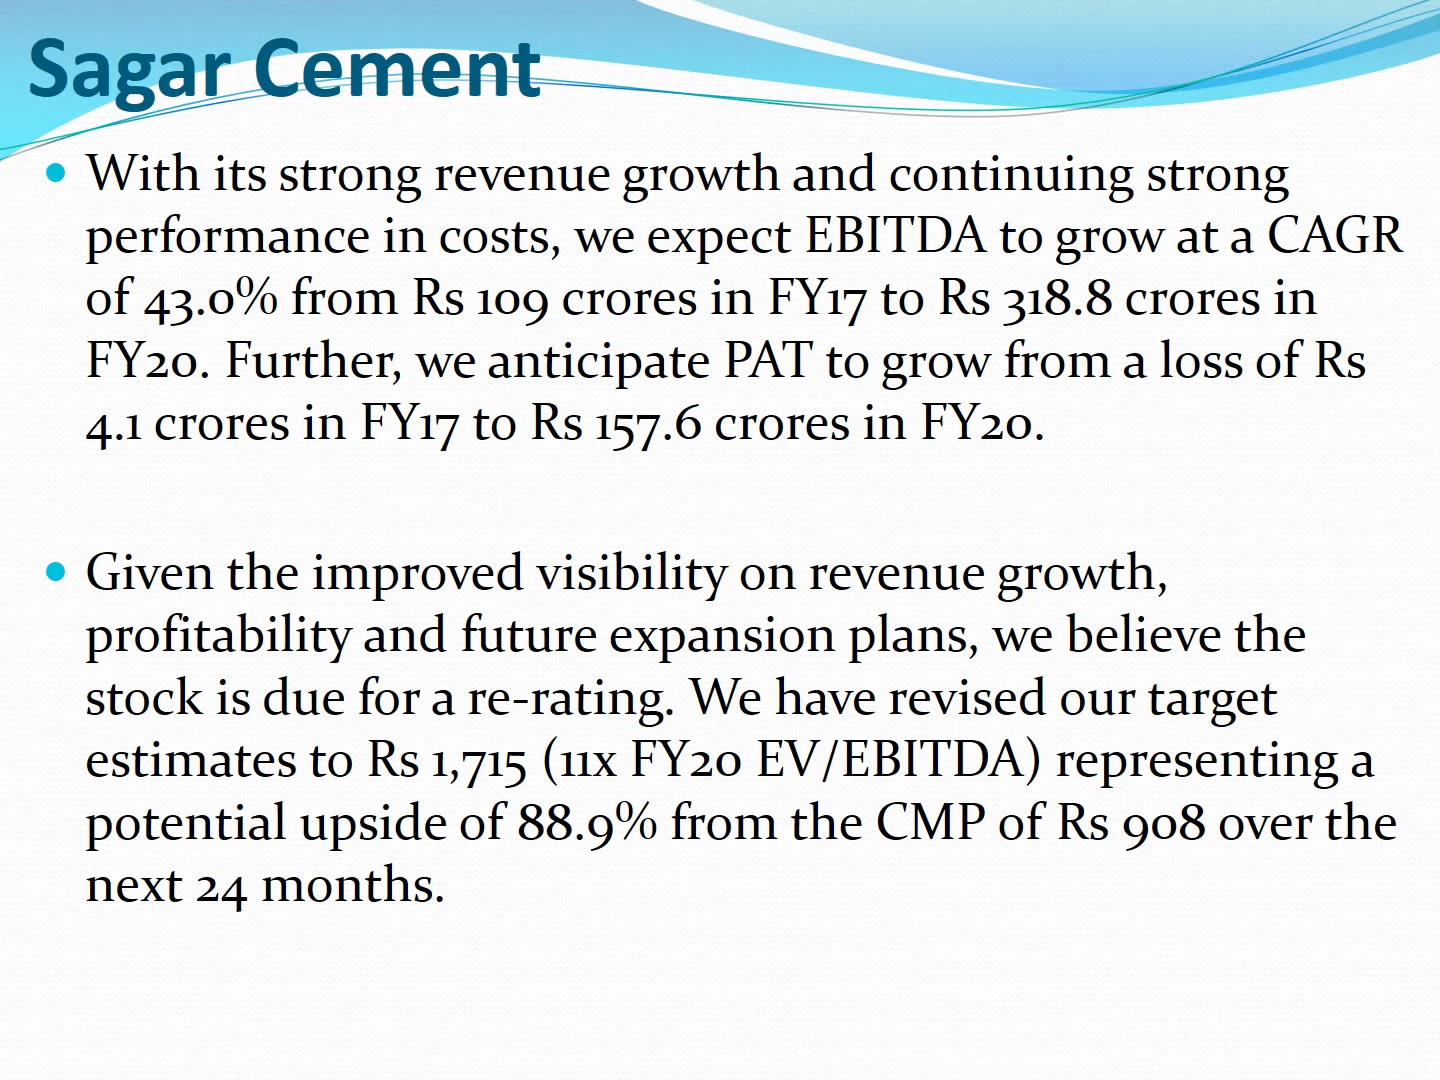 Sagar Cement
With its strong revenue growth and continuing strong
performance in costs, we expect EBITDA to grow at a CAGR
of 43.0% from Rs 109 crores in FY17 to Rs 318.8 crores in
FY20. Further, we anticipate PAT to grow from a loss of Rs
4.1 crores in FY17 to Rs 157.6 crores in FY20.
Given the improved visibility on revenue growth,
profitability and future expansion plans, we believe the
stock is due for a re-rating. We have revised our target
estimates to Rs 1,715 (11x FY20 EV/EBITDA) representing a
potential upside of 88.9% from the CMP of Rs 908 over the
next 24 months.